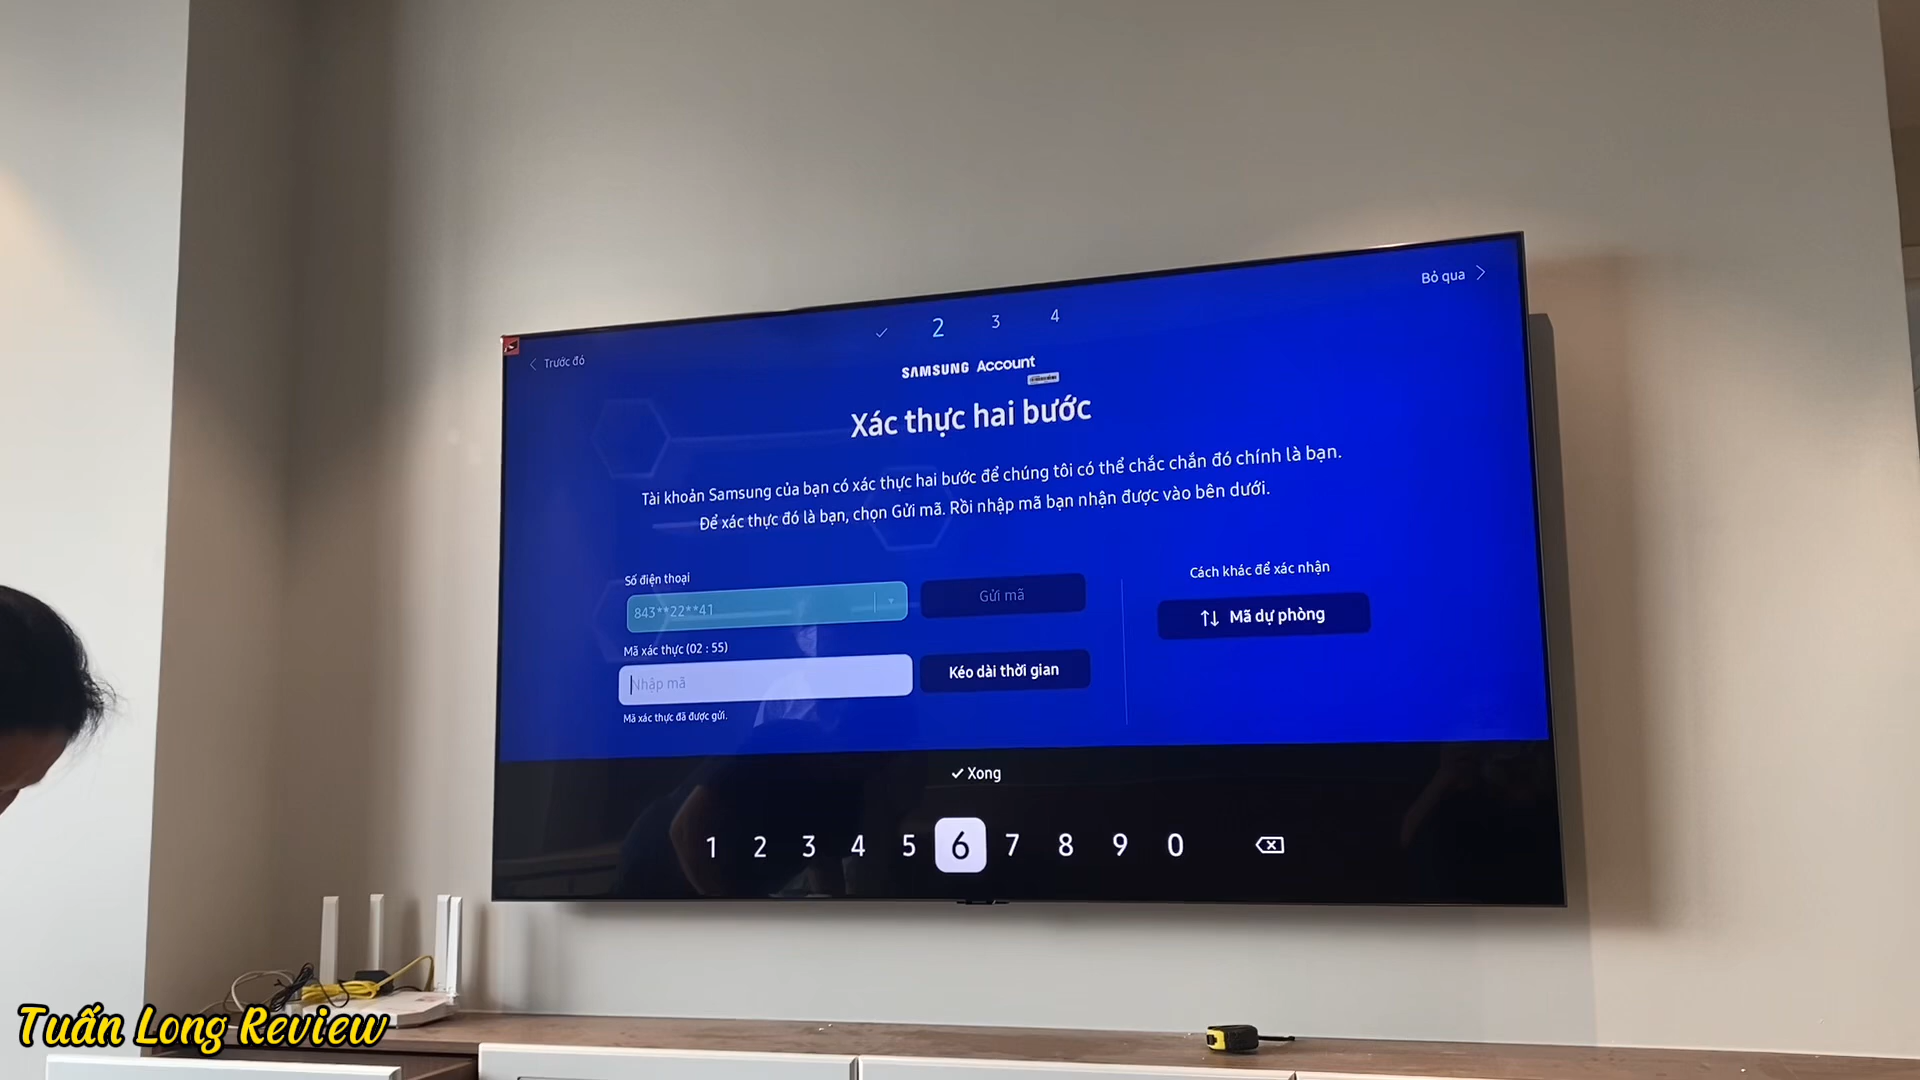 Bỏ qua
2 3 4
Trước đó
SAMSUNG Account
Xác thực hai bước
Tài khoản Samsung của bạn có xác thực hai bước để chúng tôi có thể chắc chắn đó chính là bạn.
Để xác thực đó là bạn, chọn Gửi mã. Rồi nhập mã bạn nhận được vào bên dưới.
Số điện thoại
843**22**41
Gửi mã
Mã xác thực (02 : 55)
Nhập mã
Kéo dài thời gian
Mã xác thực đã được gửi.
Cách khác để xác nhận
Mã dự phòng
Xong
1 2 3 4 5 6 7 8 9 0
Tuấn Long Review